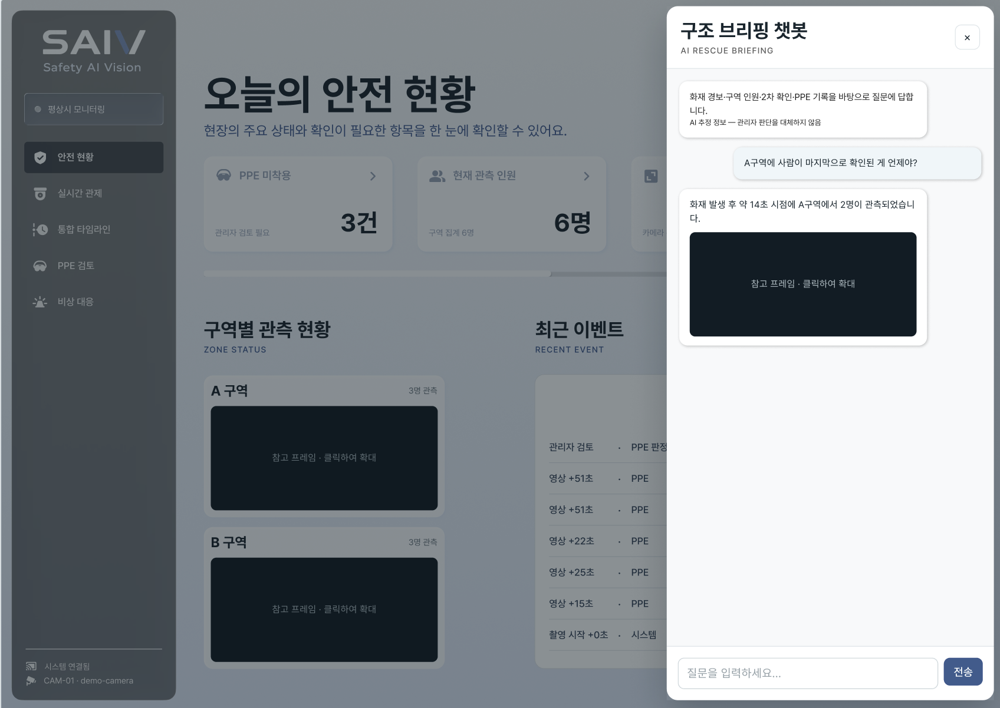 SAIV
Safety AI Vision
평상시 모니터링
안전 현황
실시간 관제
통합 타임라인
PPE 검토
비상 대응
시스템 연결됨
CAM-01 · demo-camera
오늘의 안전 현황
현장의 주요 상태와 확인이 필요한 항목을 한 눈에 확인할 수 있어요.
PPE 미착용
관리자 검토 필요
3건
현재 관측 인원
구역 집계 6명
6명
카메라
구역별 관측 현황
ZONE STATUS
A 구역
3명 관측
참고 프레임 · 클릭하여 확대
B 구역
3명 관측
참고 프레임 · 클릭하여 확대
최근 이벤트
RECENT EVENT
관리자 검토 · PPE 판정
영상 +51초 · PPE
영상 +51초 · PPE
영상 +22초 · PPE
영상 +25초 · PPE
영상 +15초 · PPE
촬영 시작 +0초 · 시스템
구조 브리핑 챗봇
AI RESCUE BRIEFING
×
화재 경보·구역 인원·2차 확인·PPE 기록을 바탕으로 질문에 답합
니다.
AI 추정 정보 — 관리자 판단을 대체하지 않음
A구역에 사람이 마지막으로 확인된 게 언제야?
화재 발생 후 약 14초 시점에 A구역에서 2명이 관측되었습니
다.
참고 프레임 · 클릭하여 확대
질문을 입력하세요...
전송